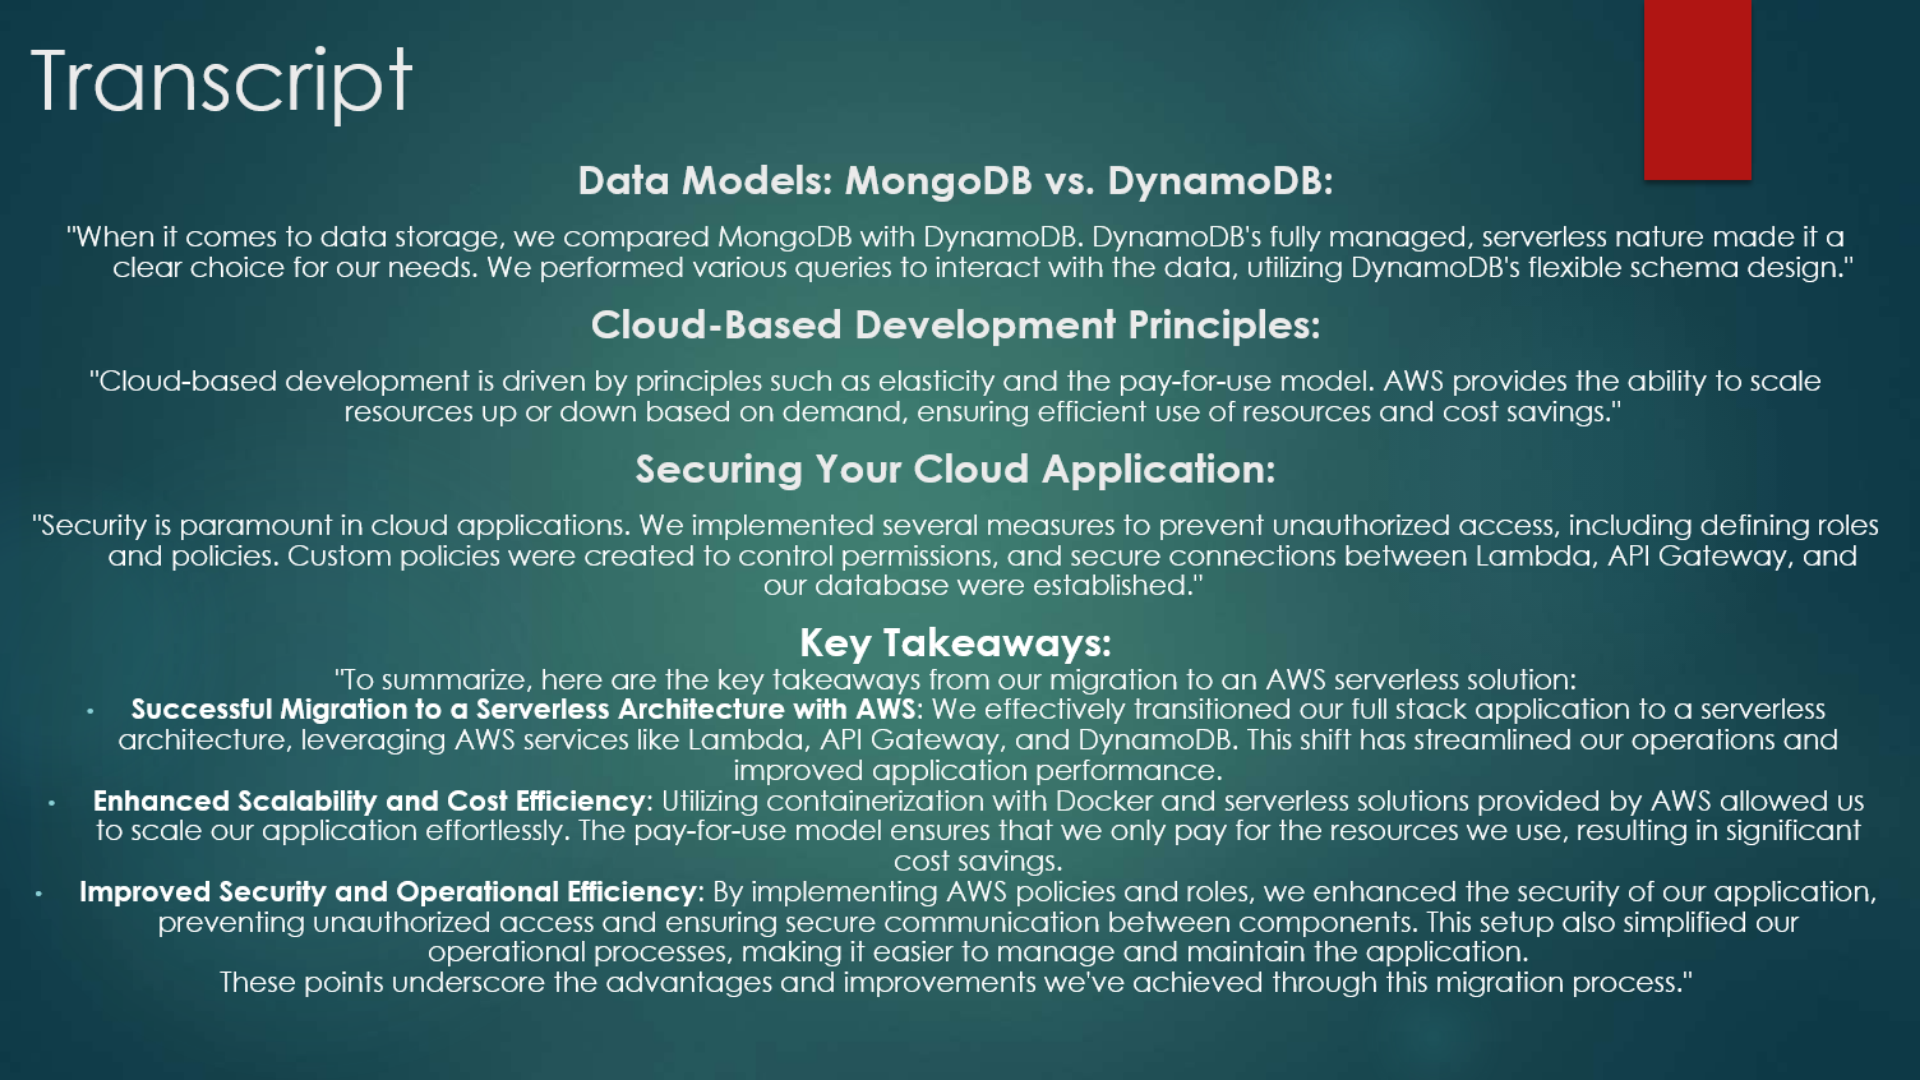 Transcript
Data Models: MongoDB vs. DynamoDB:
"When it comes to data storage, we compared MongoDB with DynamoDB. DynamoDB's fully managed, serverless nature made it a
clear choice for our needs. We performed various queries to interact with the data, utilizing DynamoDB's flexible schema design."
Cloud-Based Development Principles:
"Cloud-based development is driven by principles such as elasticity and the pay-for-use model. AWS provides the ability to scale
resources up or down based on demand, ensuring efficient use of resources and cost savings."
Securing Your Cloud Application:
"Security is paramount in cloud applications. We implemented several measures to prevent unauthorized access, including defining roles
and policies. Custom policies were created to control permissions, and secure connections between Lambda, API Gateway, and
our database were established."
Key Takeaways:
"To summarize, here are the key takeaways from our migration to an AWS serverless solution:
• Successful Migration to a Serverless Architecture with AWS: We effectively transitioned our full stack application to a serverless
architecture, leveraging AWS services like Lambda, API Gateway, and DynamoDB. This shift has streamlined our operations and
improved application performance.
• Enhanced Scalability and Cost Efficiency: Utilizing containerization with Docker and serverless solutions provided by AWS allowed us
to scale our application effortlessly. The pay-for-use model ensures that we only pay for the resources we use, resulting in significant
cost savings.
• Improved Security and Operational Efficiency: By implementing AWS policies and roles, we enhanced the security of our application,
preventing unauthorized access and ensuring secure communication between components. This setup also simplified our
operational processes, making it easier to manage and maintain the application.
These points underscore the advantages and improvements we've achieved through this migration process."